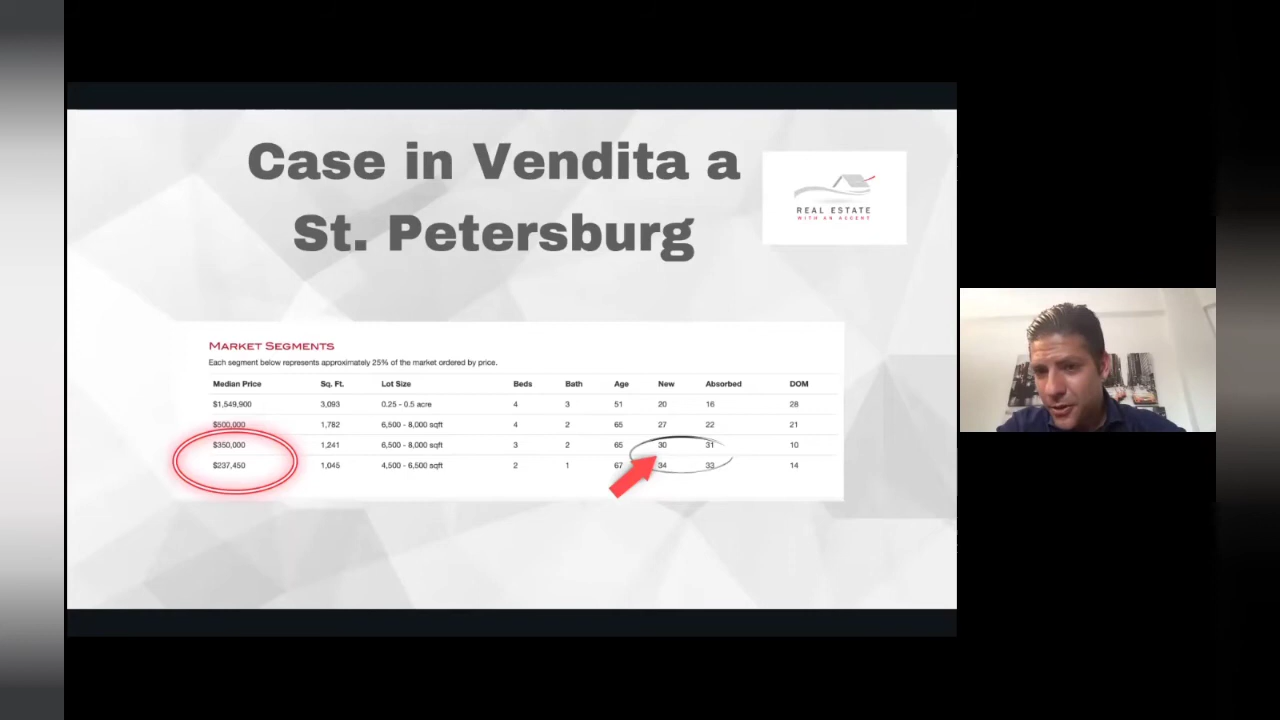 Case in Vendita a
St. Petersburg
REAL ESTATE
WITH AN ACCENT
MARKET SEGMENTS
Each segment below represents approximately 25% of the market ordered by price.
Median Price Sq. Ft. Lot Size Beds Bath Age New Absorbed DOM
$1,549,900 3,093 0.25 - 0.5 acre 4 3 51 20 16 28
$500,000 1,782 6,500 - 8,000 sqft 4 2 65 27 22 21
$350,000 1,241 6,500 - 8,000 sqft 3 2 65 30 31 10
$237,450 1,045 4,500 - 6,500 sqft 2 1 67 34 33 14